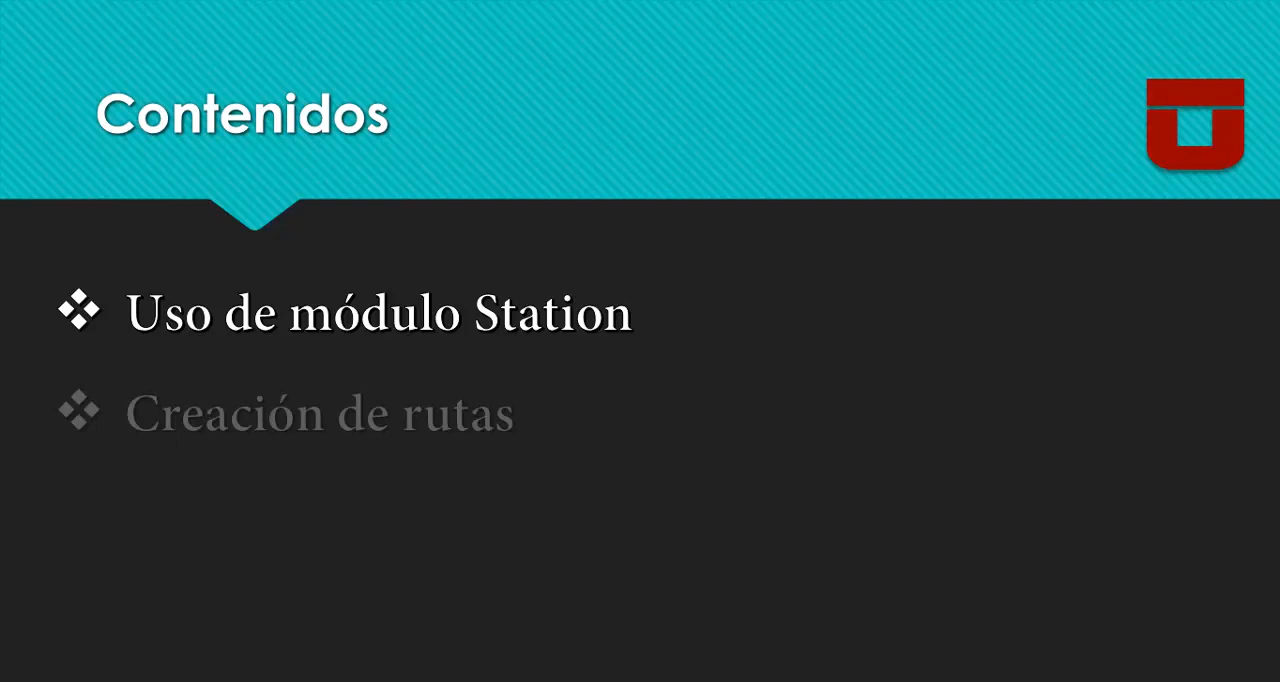 Contenidos
Uso de módulo Station
Creación de rutas